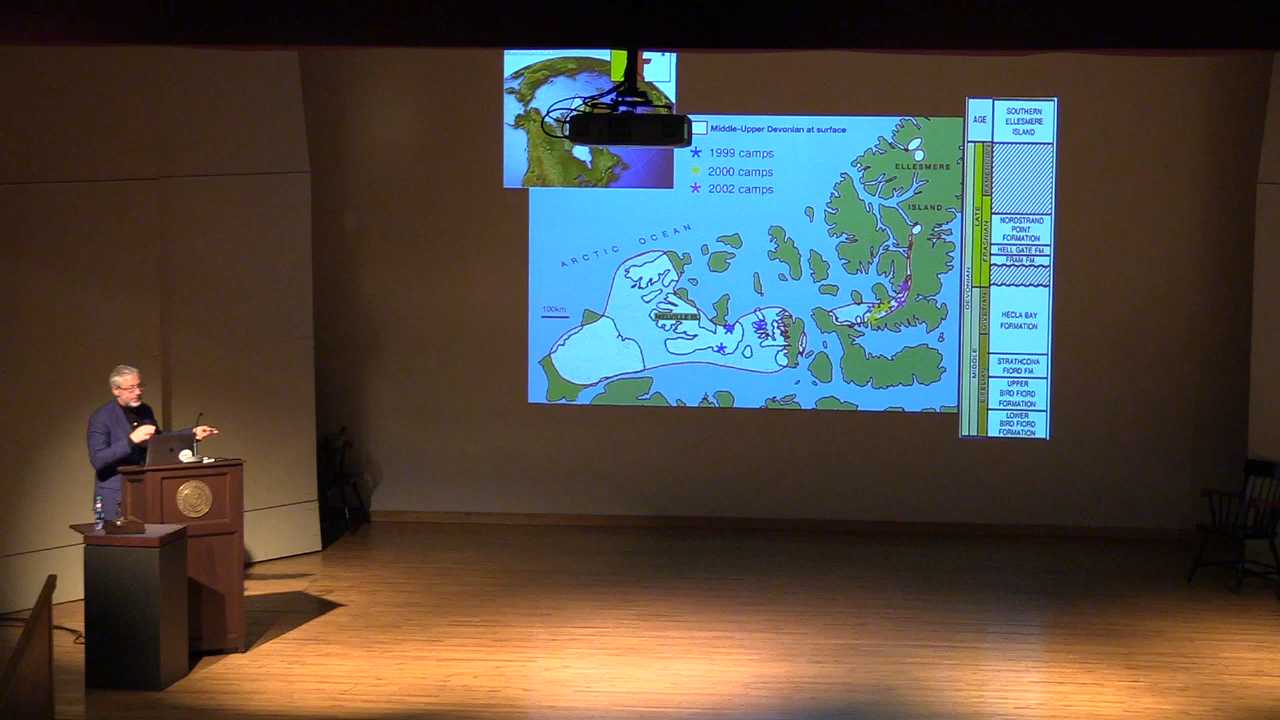 Middle-Upper Devonian at surface
1999 camps
2000 camps
2002 camps
ELLESMERE
ISLAND
ARCTIC OCEAN
100km
MELVILLE IS.
AGE
SOUTHERN
ELLESMERE
ISLAND
DEVONIAN
LATE
MIDDLE
FRASNIAN
GIVETIAN
EIFELIAN
NORDSTRAND
POINT
FORMATION
HELL GATE FM.
FRAM FM.
HECLA BAY
FORMATION
STRATHCONA
FIORD FM.
UPPER
BIRD FIORD
FORMATION
LOWER
BIRD FIORD
FORMATION